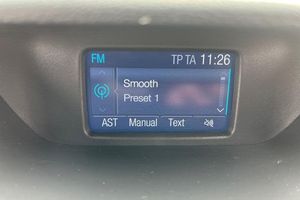 FM TP TA 11:26
Smooth
Preset 1
AST Manual Text